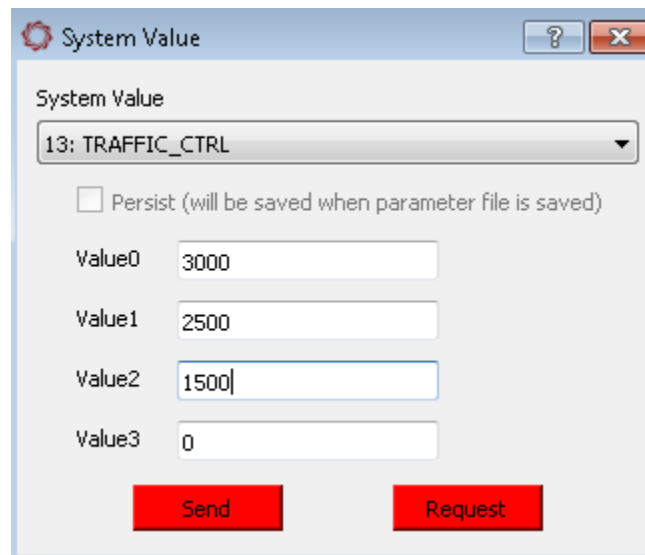 System Value
System Value
13: TRAFFIC_CTRL
Persist (will be saved when parameter file is saved)
Value0 3000
Value1 2500
Value2 1500
Value3 0
Send Request